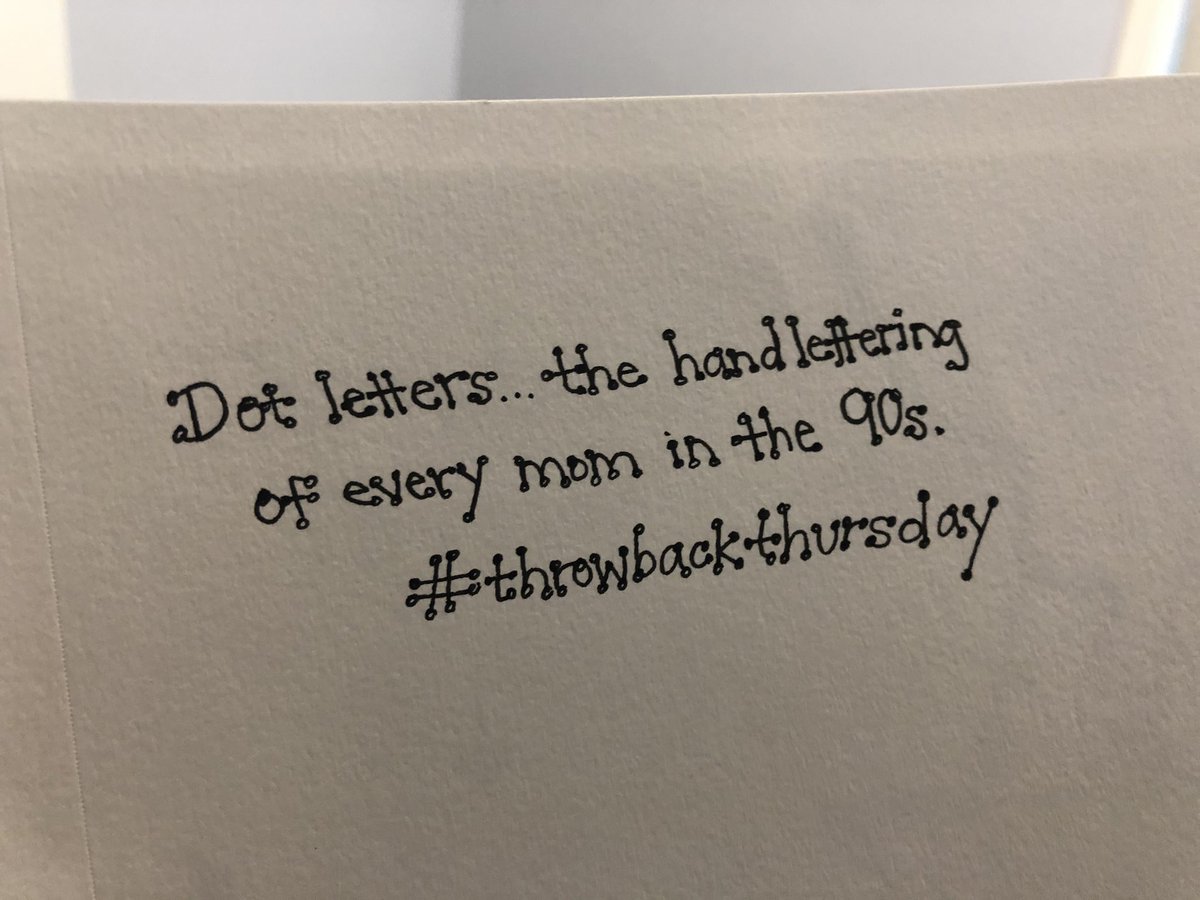 Dot letters... the handlettering
of every mom in the 90s.
#throwbackthursday